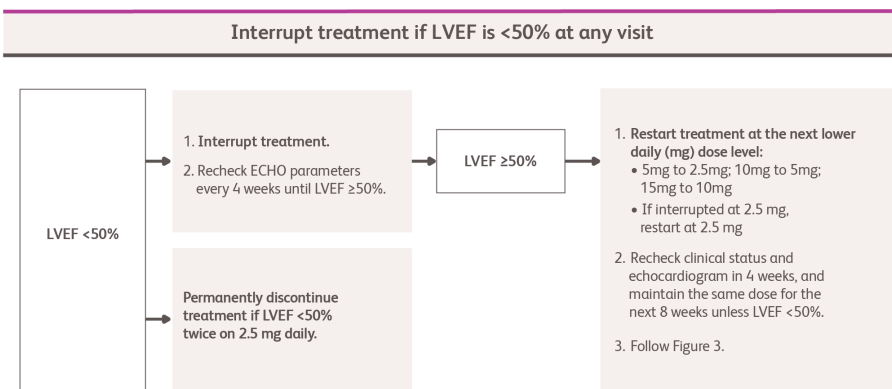 Interrupt treatment if LVEF is <50% at any visit
LVEF <50%
1. Interrupt treatment.
2. Recheck ECHO parameters
every 4 weeks until LVEF ≥50%.
Permanently discontinue
treatment if LVEF <50%
twice on 2.5 mg daily.
LVEF ≥50%
1. Restart treatment at the next lower
daily (mg) dose level:
• 5mg to 2.5mg; 10mg to 5mg;
15mg to 10mg
• If interrupted at 2.5 mg,
restart at 2.5 mg
2. Recheck clinical status and
echocardiogram in 4 weeks, and
maintain the same dose for the
next 8 weeks unless LVEF <50%.
3. Follow Figure 3.